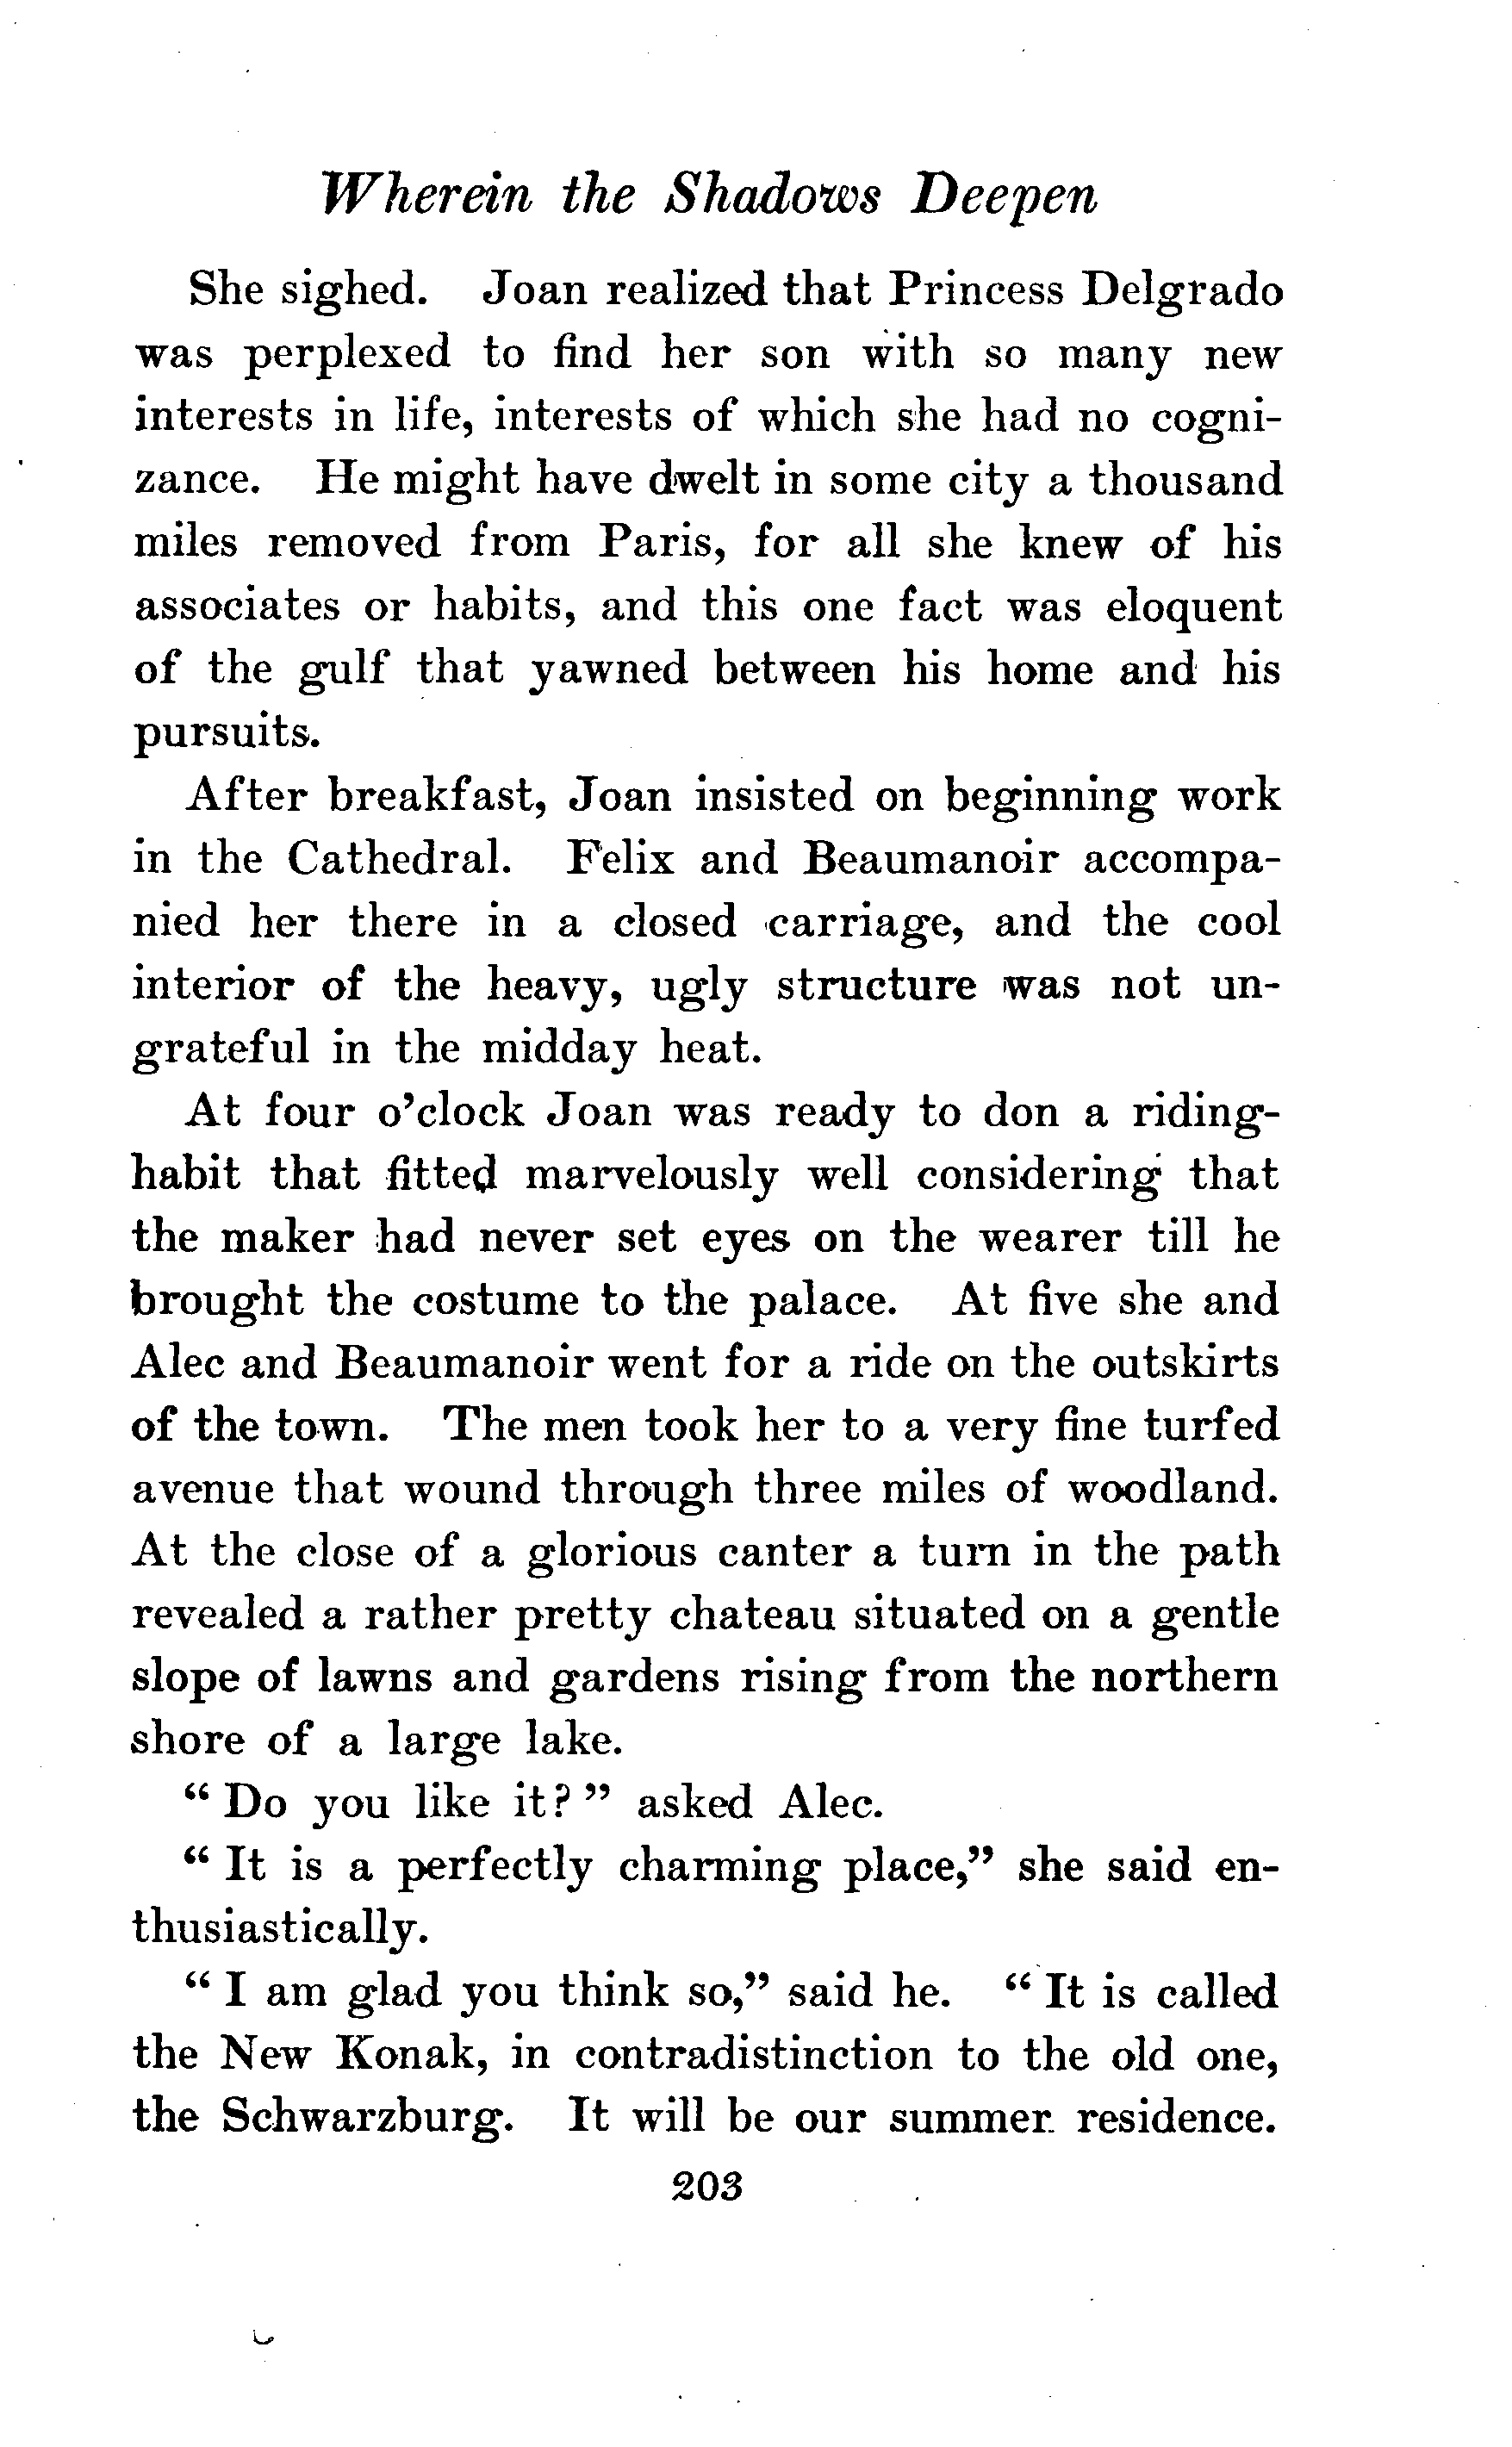 Wherein the Shadows Deepen
She sighed. Joan realized that Princess Delgrado
was perplexed to find her son with so many new
interests in life, interests of which she had no cogni-
zance. He might have dwelt in some city a thousand
miles removed from Paris, for all she knew of his
associates or habits, and this one fact was eloquent
of the gulf that yawned between his home and his
pursuits.
After breakfast, Joan insisted on beginning work
in the Cathedral. Felix and Beaumanoir accompa-
nied her there in a closed carriage, and the cool
interior of the heavy, ugly structure was not un-
grateful in the midday heat.
At four o'clock Joan was ready to don a riding-
habit that fitted marvelously well considering that
the maker had never set eyes on the wearer till he
brought the costume to the palace. At five she and
Alec and Beaumanoir went for a ride on the outskirts
of the town. The men took her to a very fine turfed
avenue that wound through three miles of woodland.
At the close of a glorious canter a turn in the path
revealed a rather pretty chateau situated on a gentle
slope of lawns and gardens rising from the northern
shore of a large lake.
"Do you like it?" asked Alec.
"It is a perfectly charming place," she said en-
thusiastically.
"I am glad you think so," said he. "It is called
the New Konak, in contradistinction to the old one,
the Schwarzburg. It will be our summer residence.
203